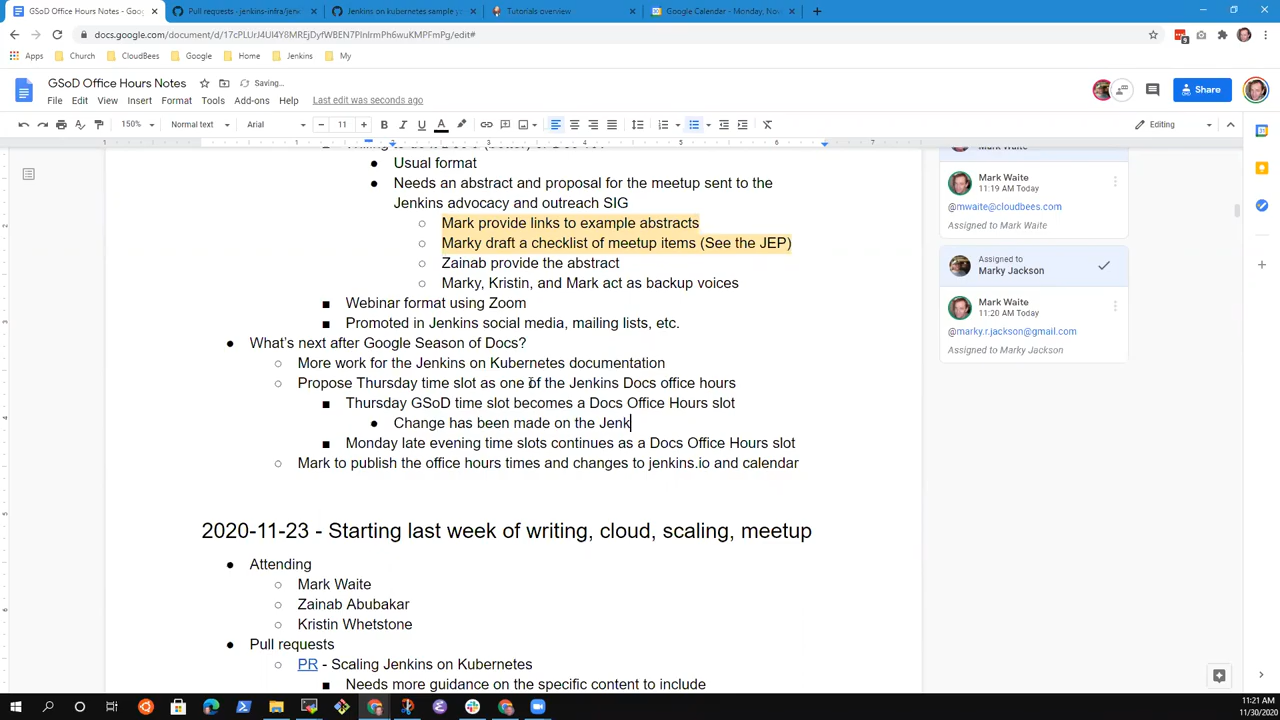 GSoD Office Hours Notes - Goog
Pull requests - jenkins-infra/jenk
Jenkins on kubernetes sample y
Tutorials overview
Google Calendar - Monday, No
docs.google.com/document/d/17cPLUrJ4UI4Y8MREjDyfWBEN7PInIrmPh6wuKMPFmPg/edit#
Apps
Church
CloudBees
Google
Home
Jenkins
My
GSoD Office Hours Notes
Saving...
File Edit View Insert Format Tools Add-ons Help Last edit was seconds ago
Share
150% Normal text Arial 11
Editing
Usual format
Needs an abstract and proposal for the meetup sent to the
Jenkins advocacy and outreach SIG
Mark provide links to example abstracts
Marky draft a checklist of meetup items (See the JEP)
Zainab provide the abstract
Marky, Kristin, and Mark act as backup voices
Webinar format using Zoom
Promoted in Jenkins social media, mailing lists, etc.
What's next after Google Season of Docs?
More work for the Jenkins on Kubernetes documentation
Propose Thursday time slot as one of the Jenkins Docs office hours
Thursday GSoD time slot becomes a Docs Office Hours slot
Change has been made on the Jenk
Monday late evening time slots continues as a Docs Office Hours slot
Mark to publish the office hours times and changes to jenkins.io and calendar
2020-11-23 - Starting last week of writing, cloud, scaling, meetup
Attending
Mark Waite
Zainab Abubakar
Kristin Whetstone
Pull requests
PR - Scaling Jenkins on Kubernetes
Needs more guidance on the specific content to include
Mark Waite
Mark Waite
11:19 AM Today
@mwaite@cloudbees.com
Assigned to Mark Waite
Assigned to
Marky Jackson
Mark Waite
11:20 AM Today
@marky.r.jackson@gmail.com
Assigned to Marky Jackson
11:21 AM
11/30/2020